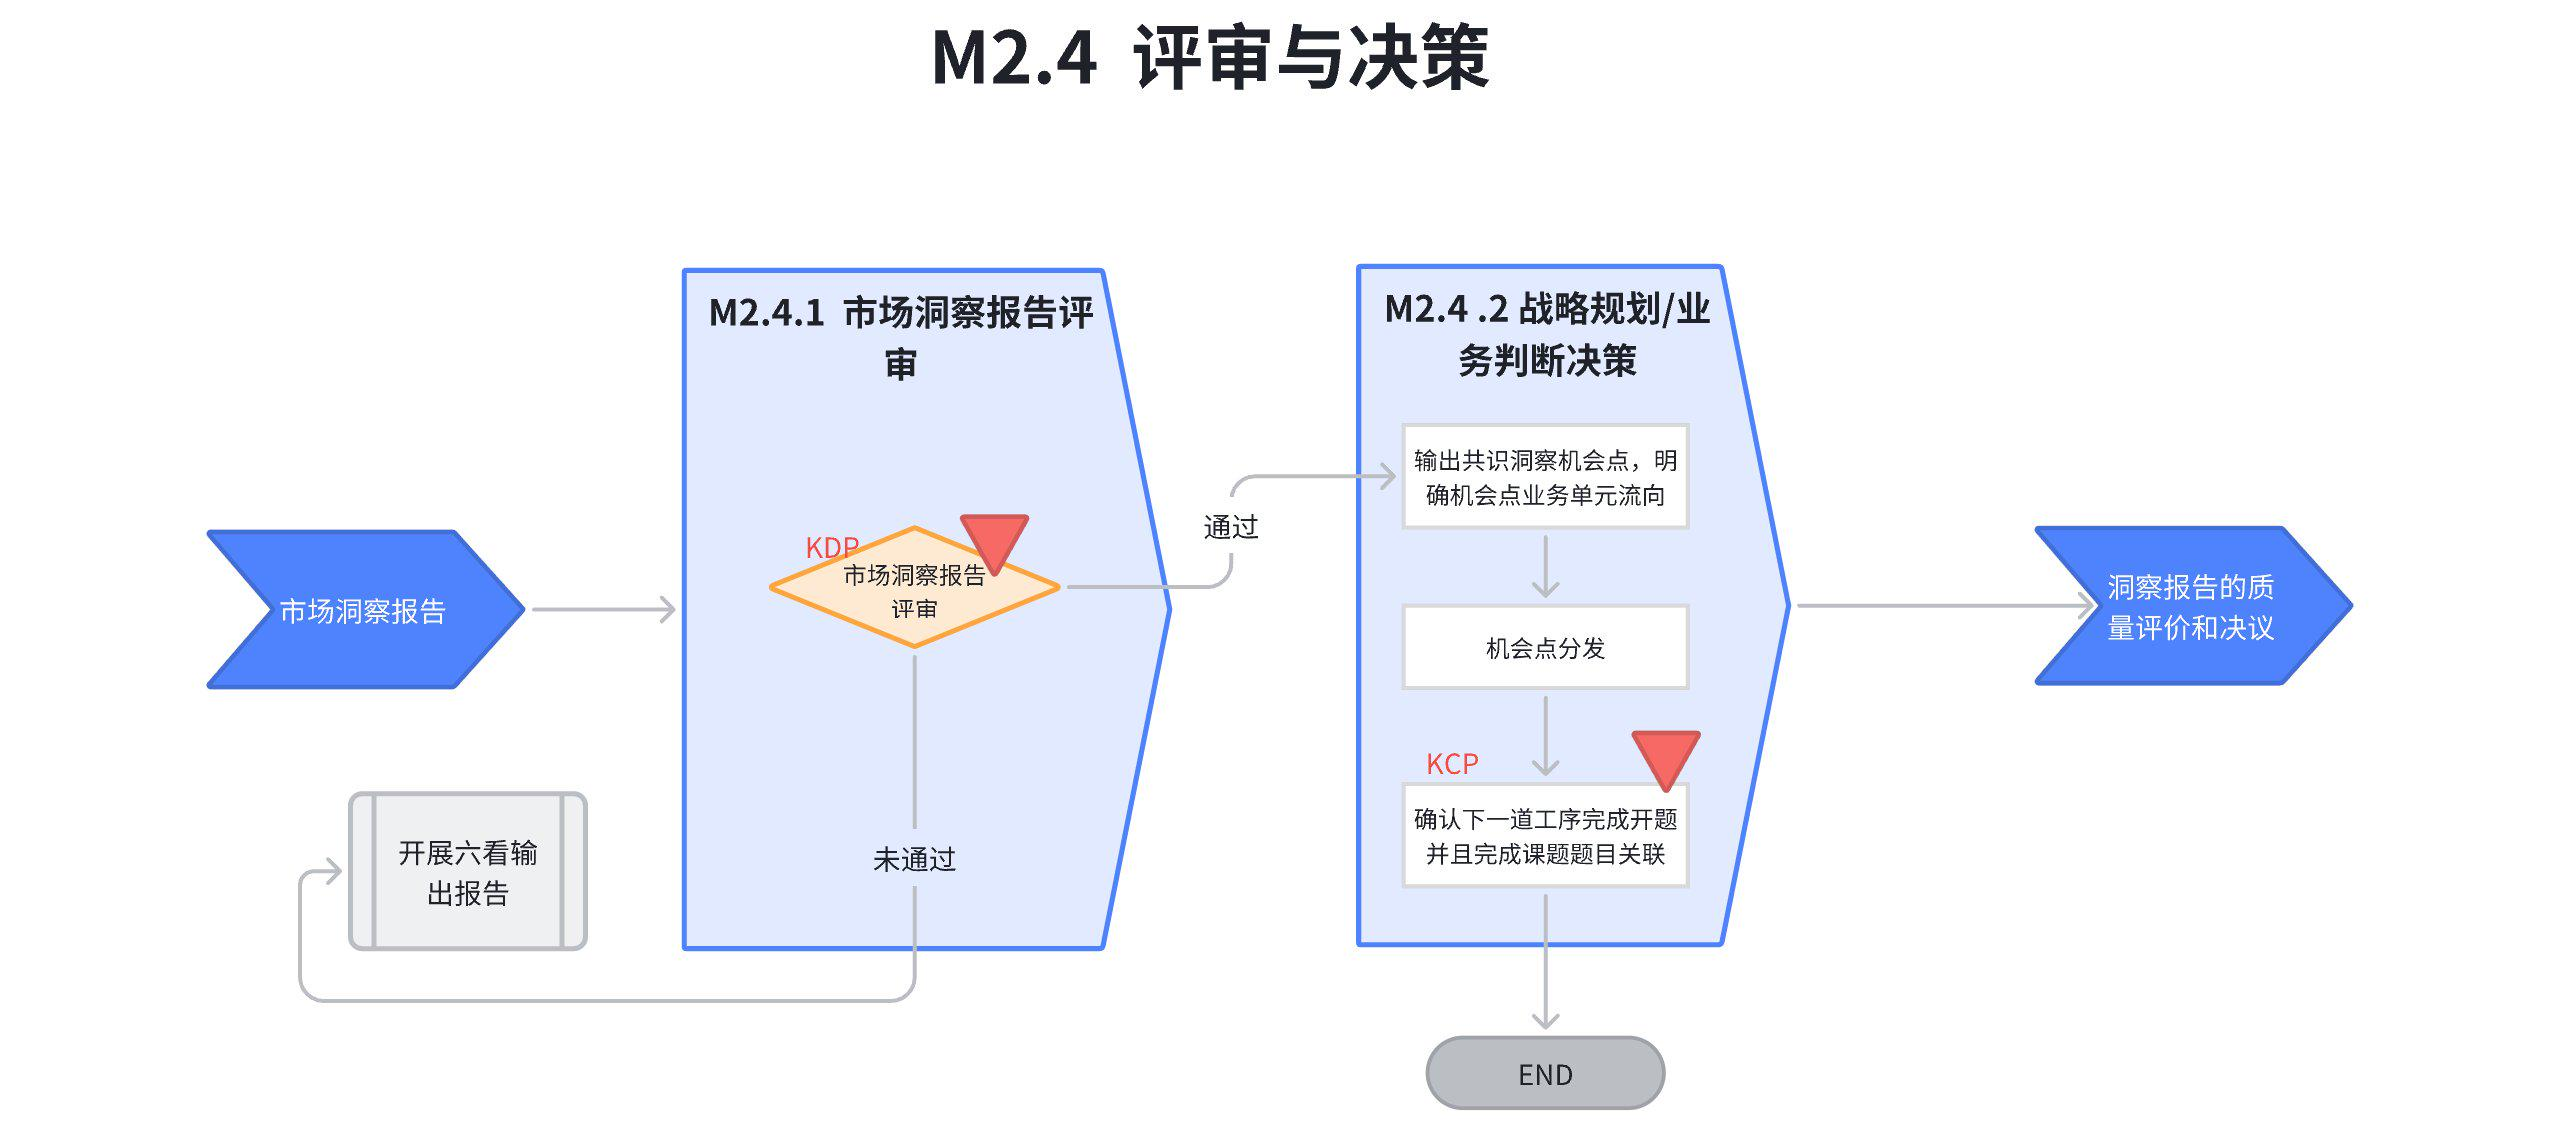 M2.4 评审与决策
M2.4.1 市场洞察报告评
审
KDP
市场洞察报告
评审
市场洞察报告
通过
未通过
开展六看输
出报告
M2.4 .2 战略规划/业
务判断决策
输出共识洞察机会点，明
确机会点业务单元流向
机会点分发
KCP
确认下一道工序完成开题
并且完成课题题目关联
END
洞察报告的质
量评价和决议